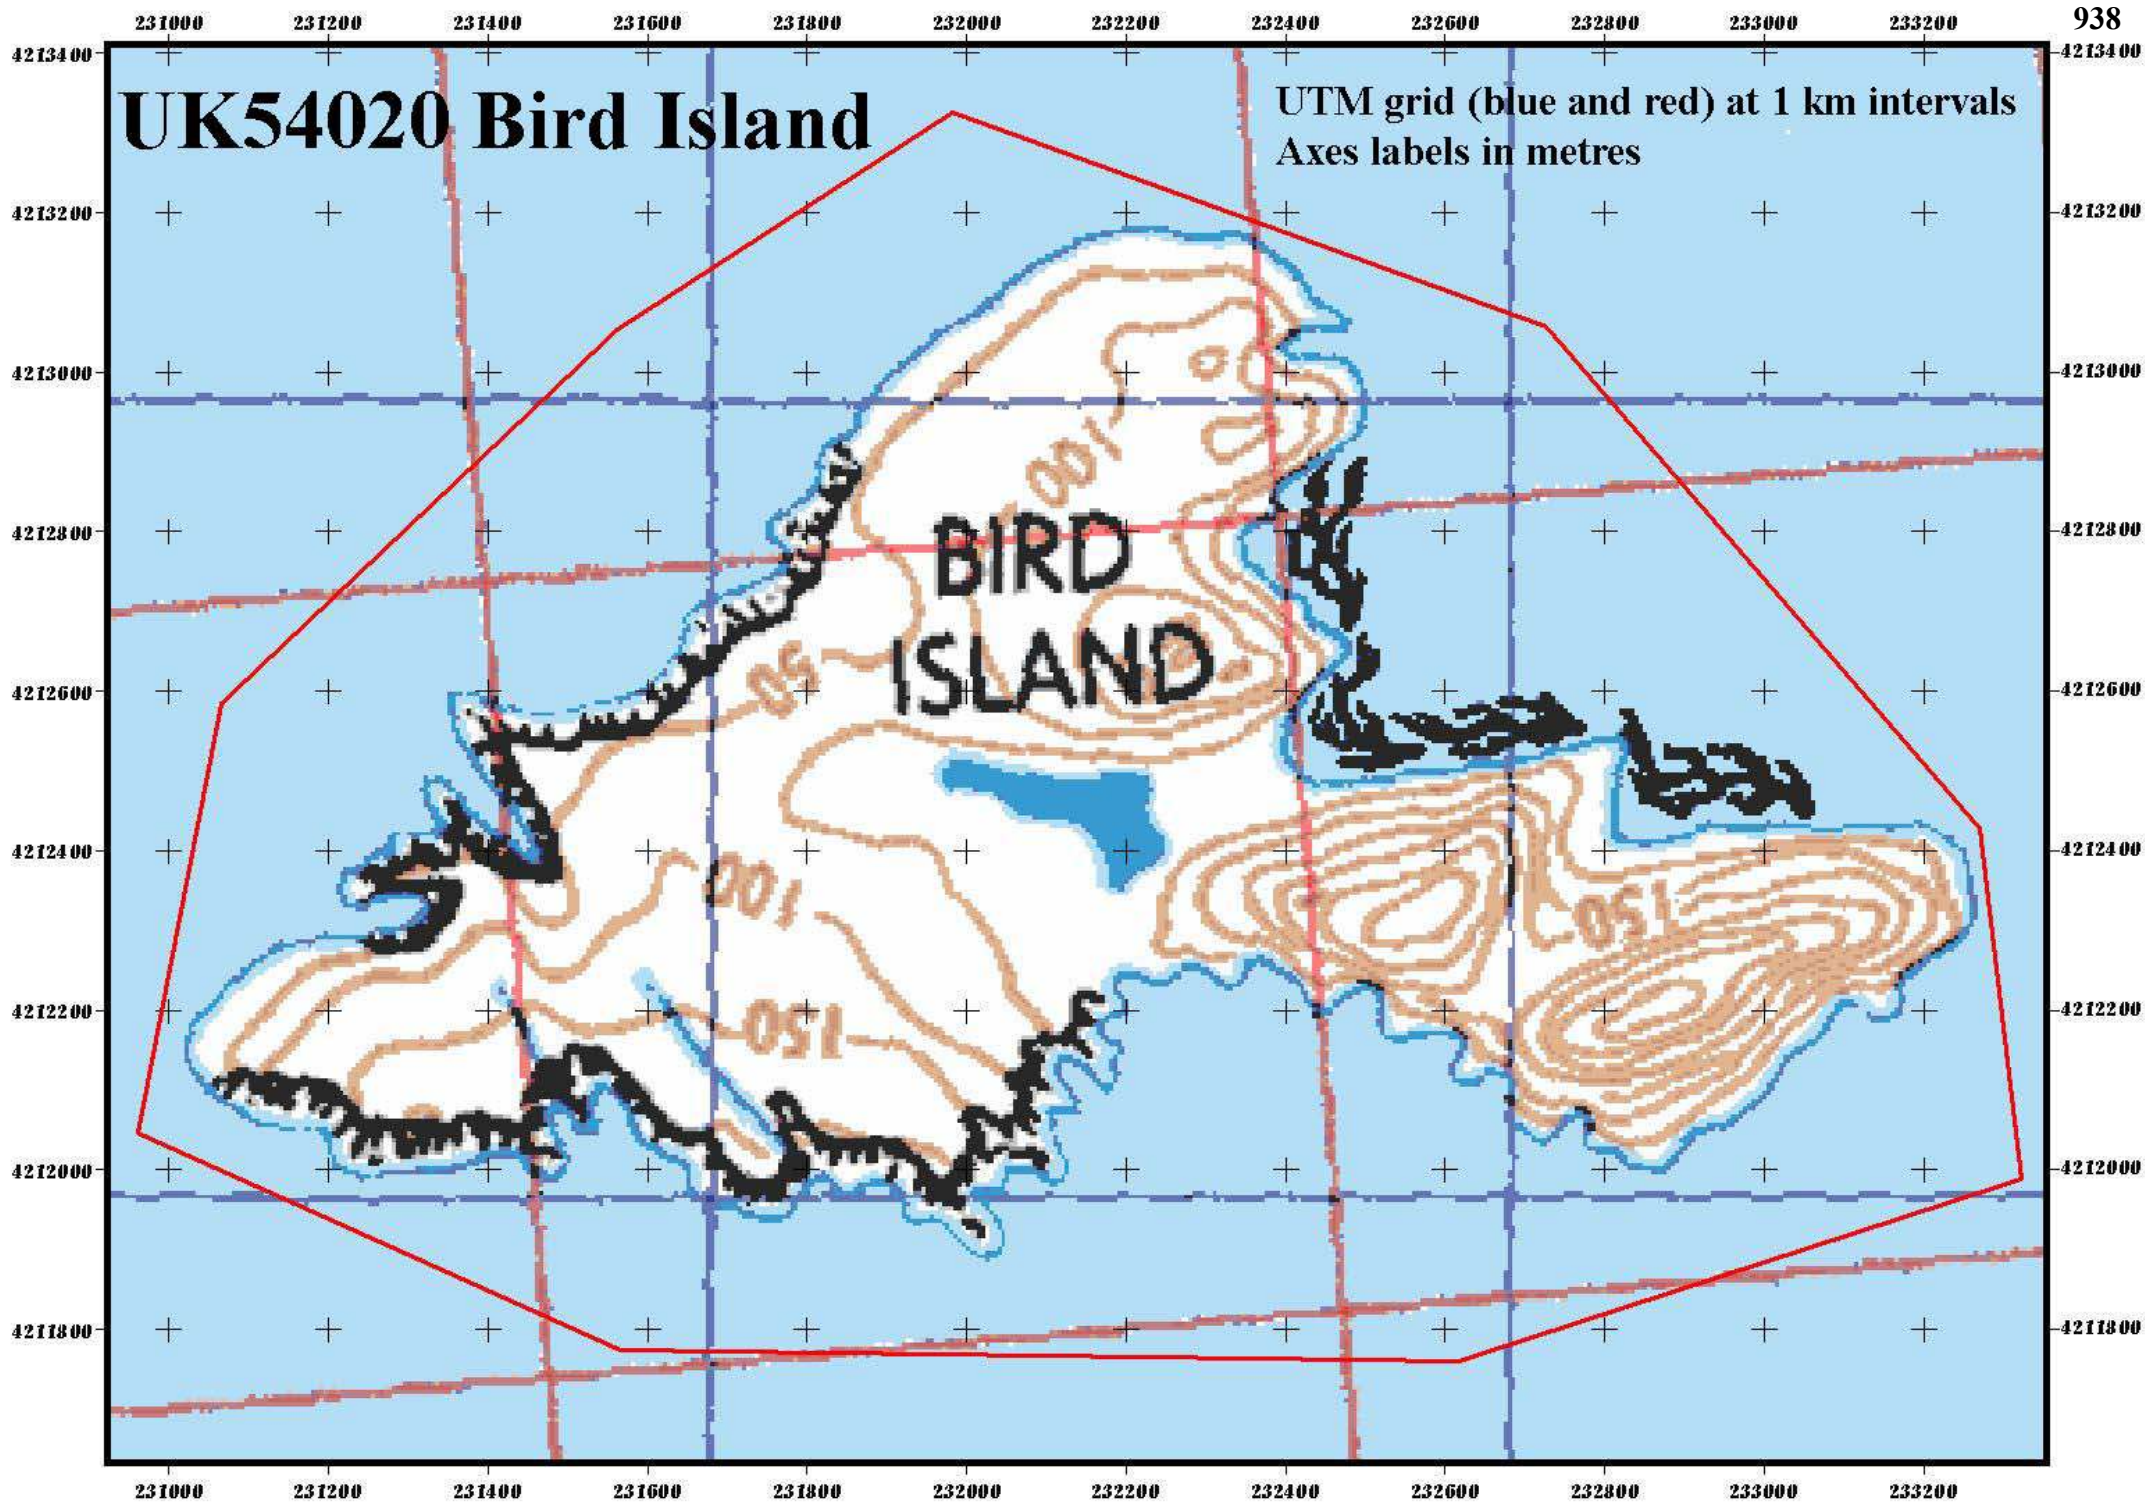 231000 231200 231400 231600 231800 232000 232200 232400 232600 232800 233000 233200
938
4213400 4213400
UK54020 Bird Island
UTM grid (blue and red) at 1 km intervals
Axes labels in metres
4213200 4213200
4213000 4213000
100
4212800 4212800
BIRD
ISLAND
50
4212600 4212600
4212400 4212400
100
150
4212200 4212200
150
4212000 4212000
4211800 4211800
231000 231200 231400 231600 231800 232000 232200 232400 232600 232800 233000 233200